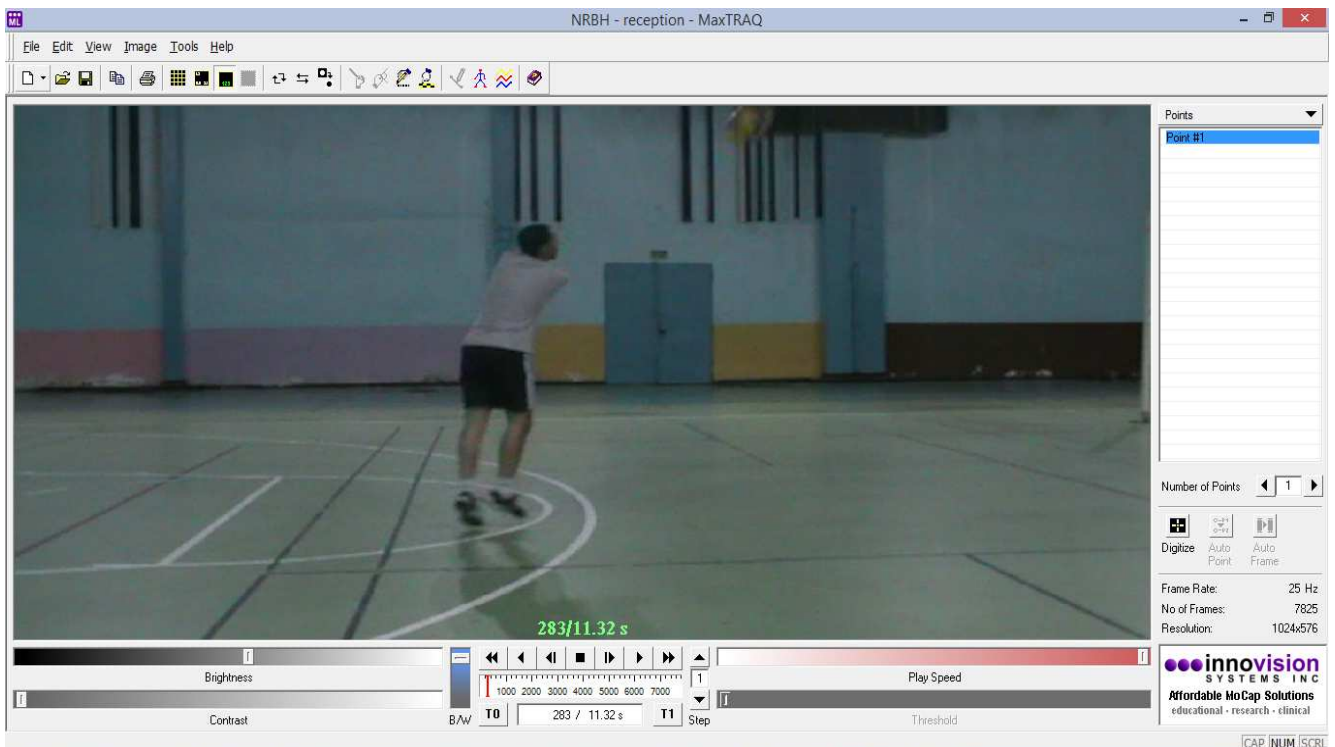 NRBH - reception - MaxTRAQ
File Edit View Image Tools Help
Points
Point #1
Number of Points 1
Digitize Auto Point Auto Frame
Frame Rate: 25 Hz
No of Frames: 7825
Resolution: 1024x576
283/11.32 s
Brightness
Contrast
B/W
1000 2000 3000 4000 5000 6000 7000
T0 283 / 11.32 s T1
1
Step
Play Speed
Threshold
innovision
SYSTEMS INC
Affordable MoCap Solutions
educational - research - clinical
CAP NUM SCRL